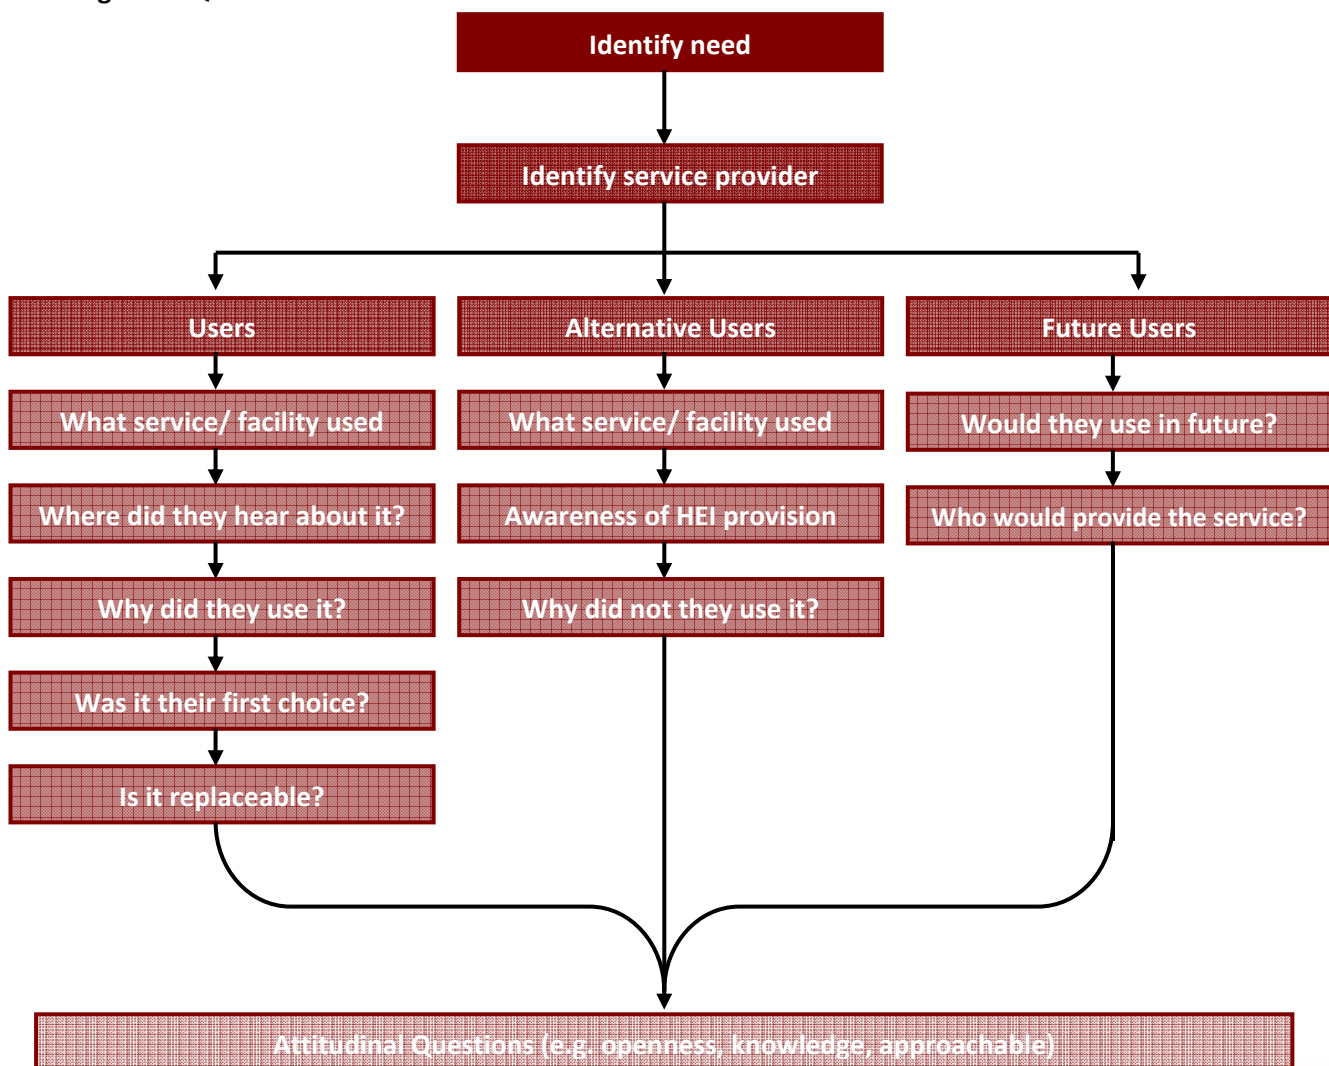 Identify need
Identify service provider
Users
Alternative Users
Future Users
What service/ facility used
What service/ facility used
Would they use in future?
Where did they hear about it?
Awareness of HEI provision
Who would provide the service?
Why did they use it?
Why did not they use it?
Was it their first choice?
Is it replaceable?
Attitudinal Questions (e.g. openness, knowledge, approachable)